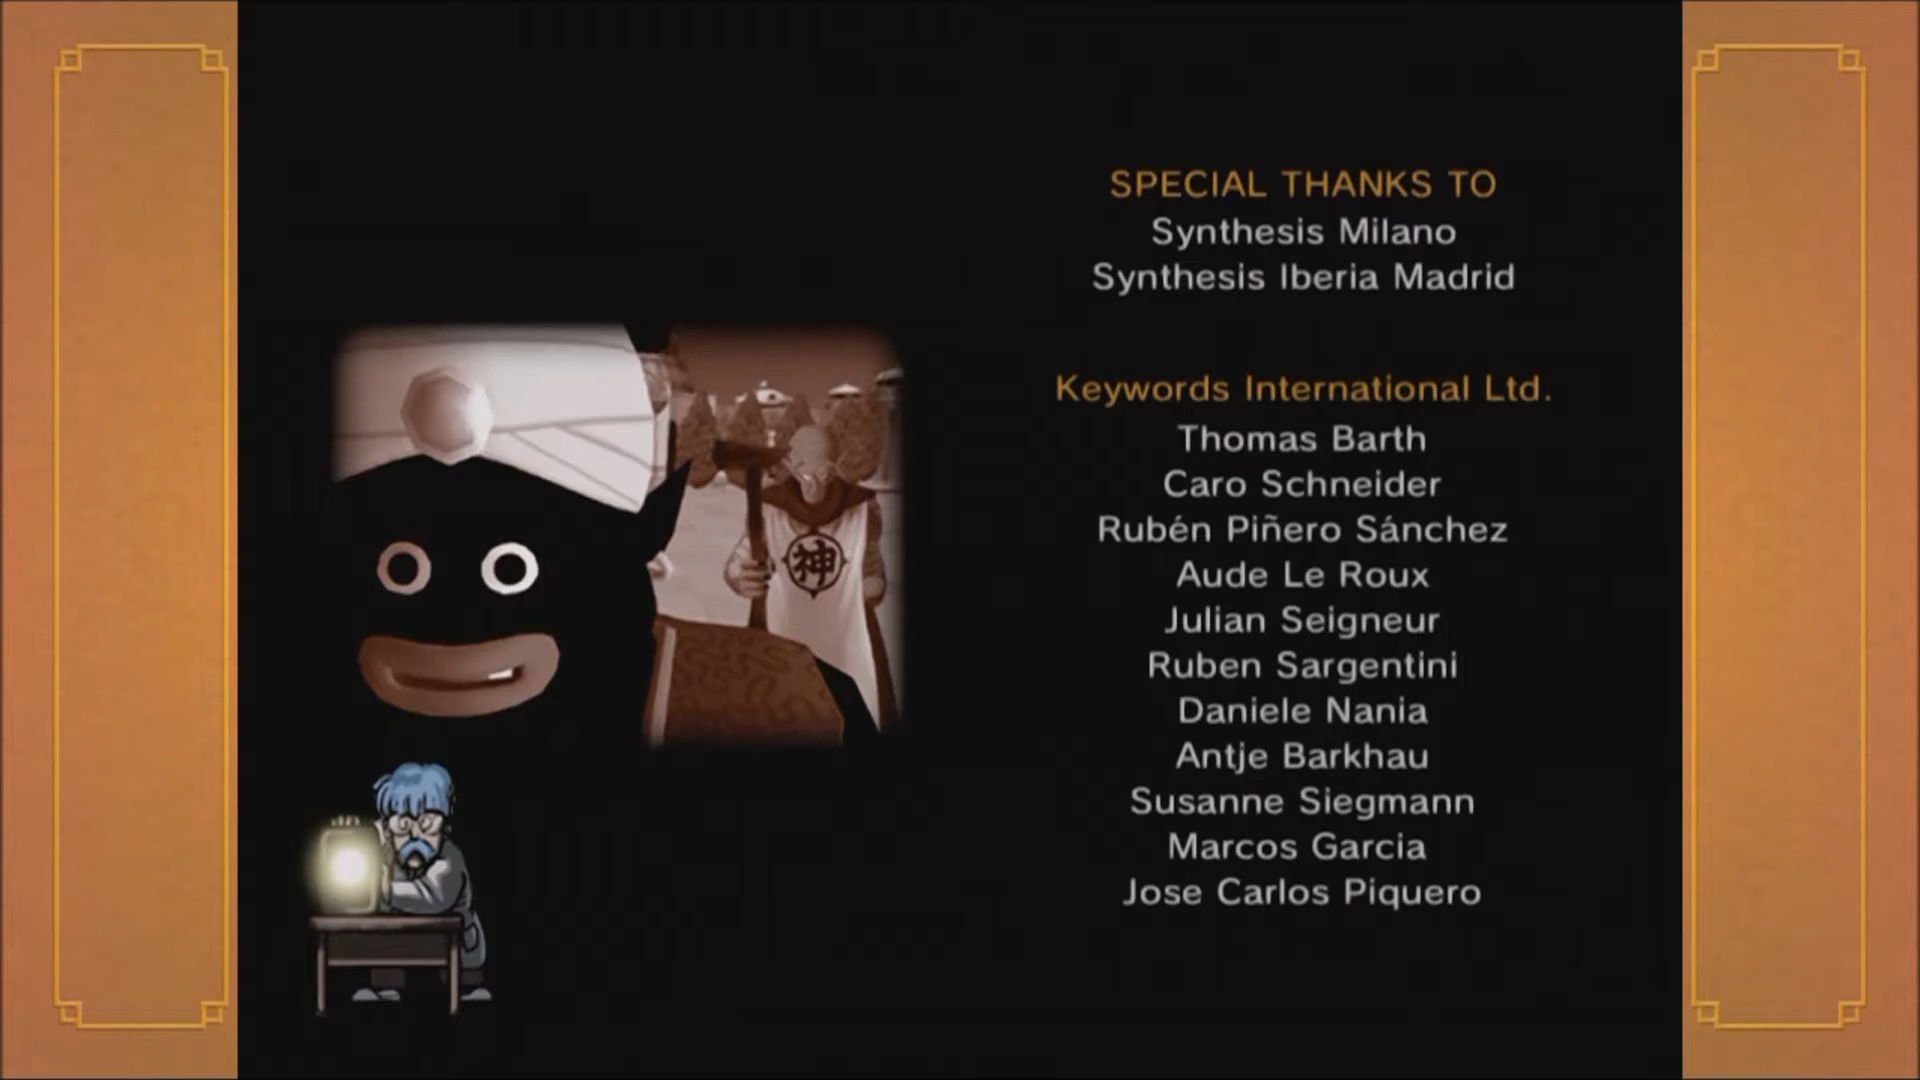 SPECIAL THANKS TO
Synthesis Milano
Synthesis Iberia Madrid
Keywords International Ltd.
Thomas Barth
Caro Schneider
Rubén Piñero Sánchez
Aude Le Roux
Julian Seigneur
Ruben Sargentini
Daniele Nania
Antje Barkhau
Susanne Siegmann
Marcos Garcia
Jose Carlos Piquero
神